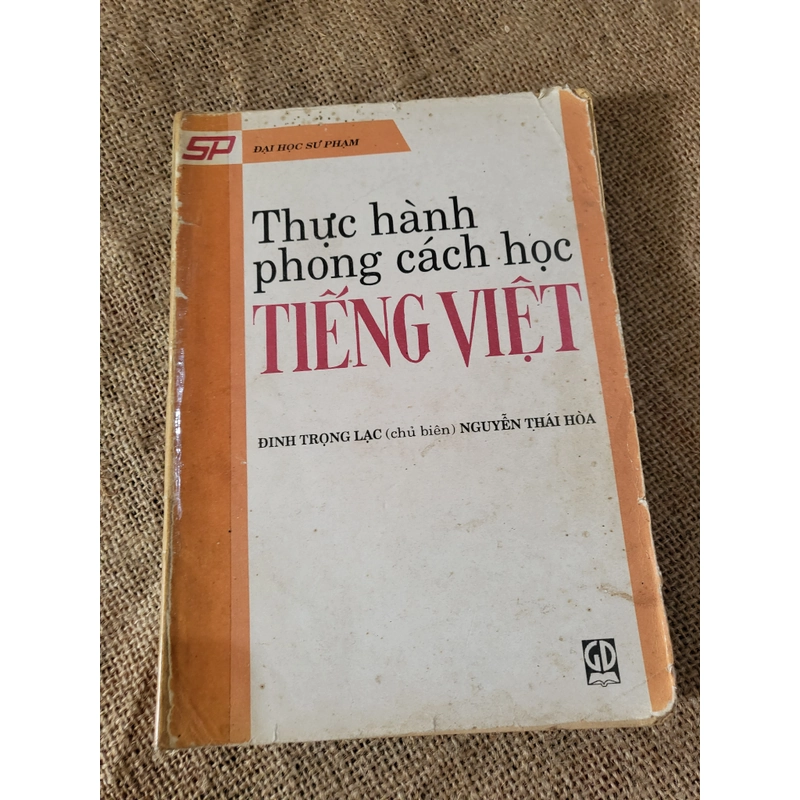 SP ĐẠI HỌC SƯ PHẠM
Thực hành
phong cách học
TIẾNG VIỆT
ĐINH TRỌNG LẠC (chủ biên) NGUYỄN THÁI HÒA
GD